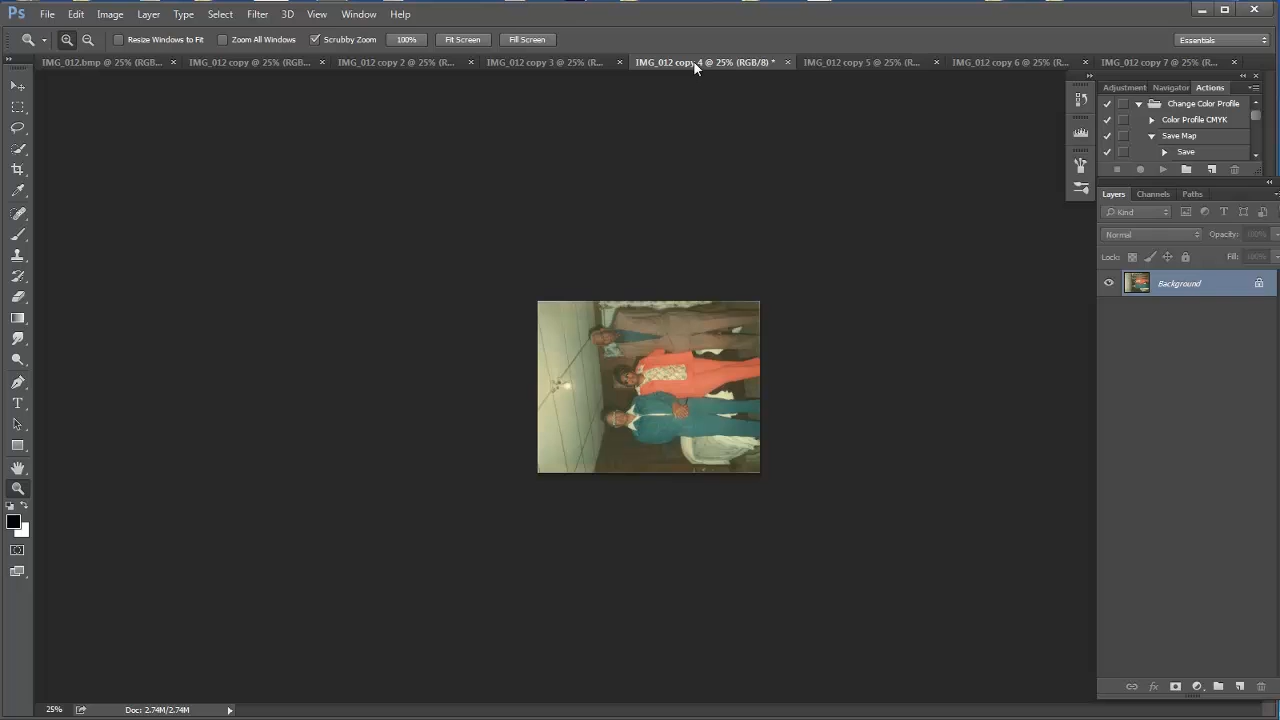 Ps File Edit Image Layer Type Select Filter 3D View Window Help
Resize Windows to Fit Zoom All Windows Scrubby Zoom 100% Fit Screen Fill Screen Essentials
IMG_012.bmp @ 25% (RGB... IMG_012 copy @ 25% (RGB... IMG_012 copy 2 @ 25% (R... IMG_012 copy 3 @ 25% (R... IMG_012 copy 4 @ 25% (RGB/8) * IMG_012 copy 5 @ 25% (R... IMG_012 copy 6 @ 25% (R... IMG_012 copy 7 @ 25% (R...
Adjustment Navigator Actions
Change Color Profile
Color Profile CMYK
Save Map
Save
Layers Channels Paths
Kind
Normal Opacity: 100%
Lock: Fill: 100%
Background
25% Doc: 2.74M/2.74M